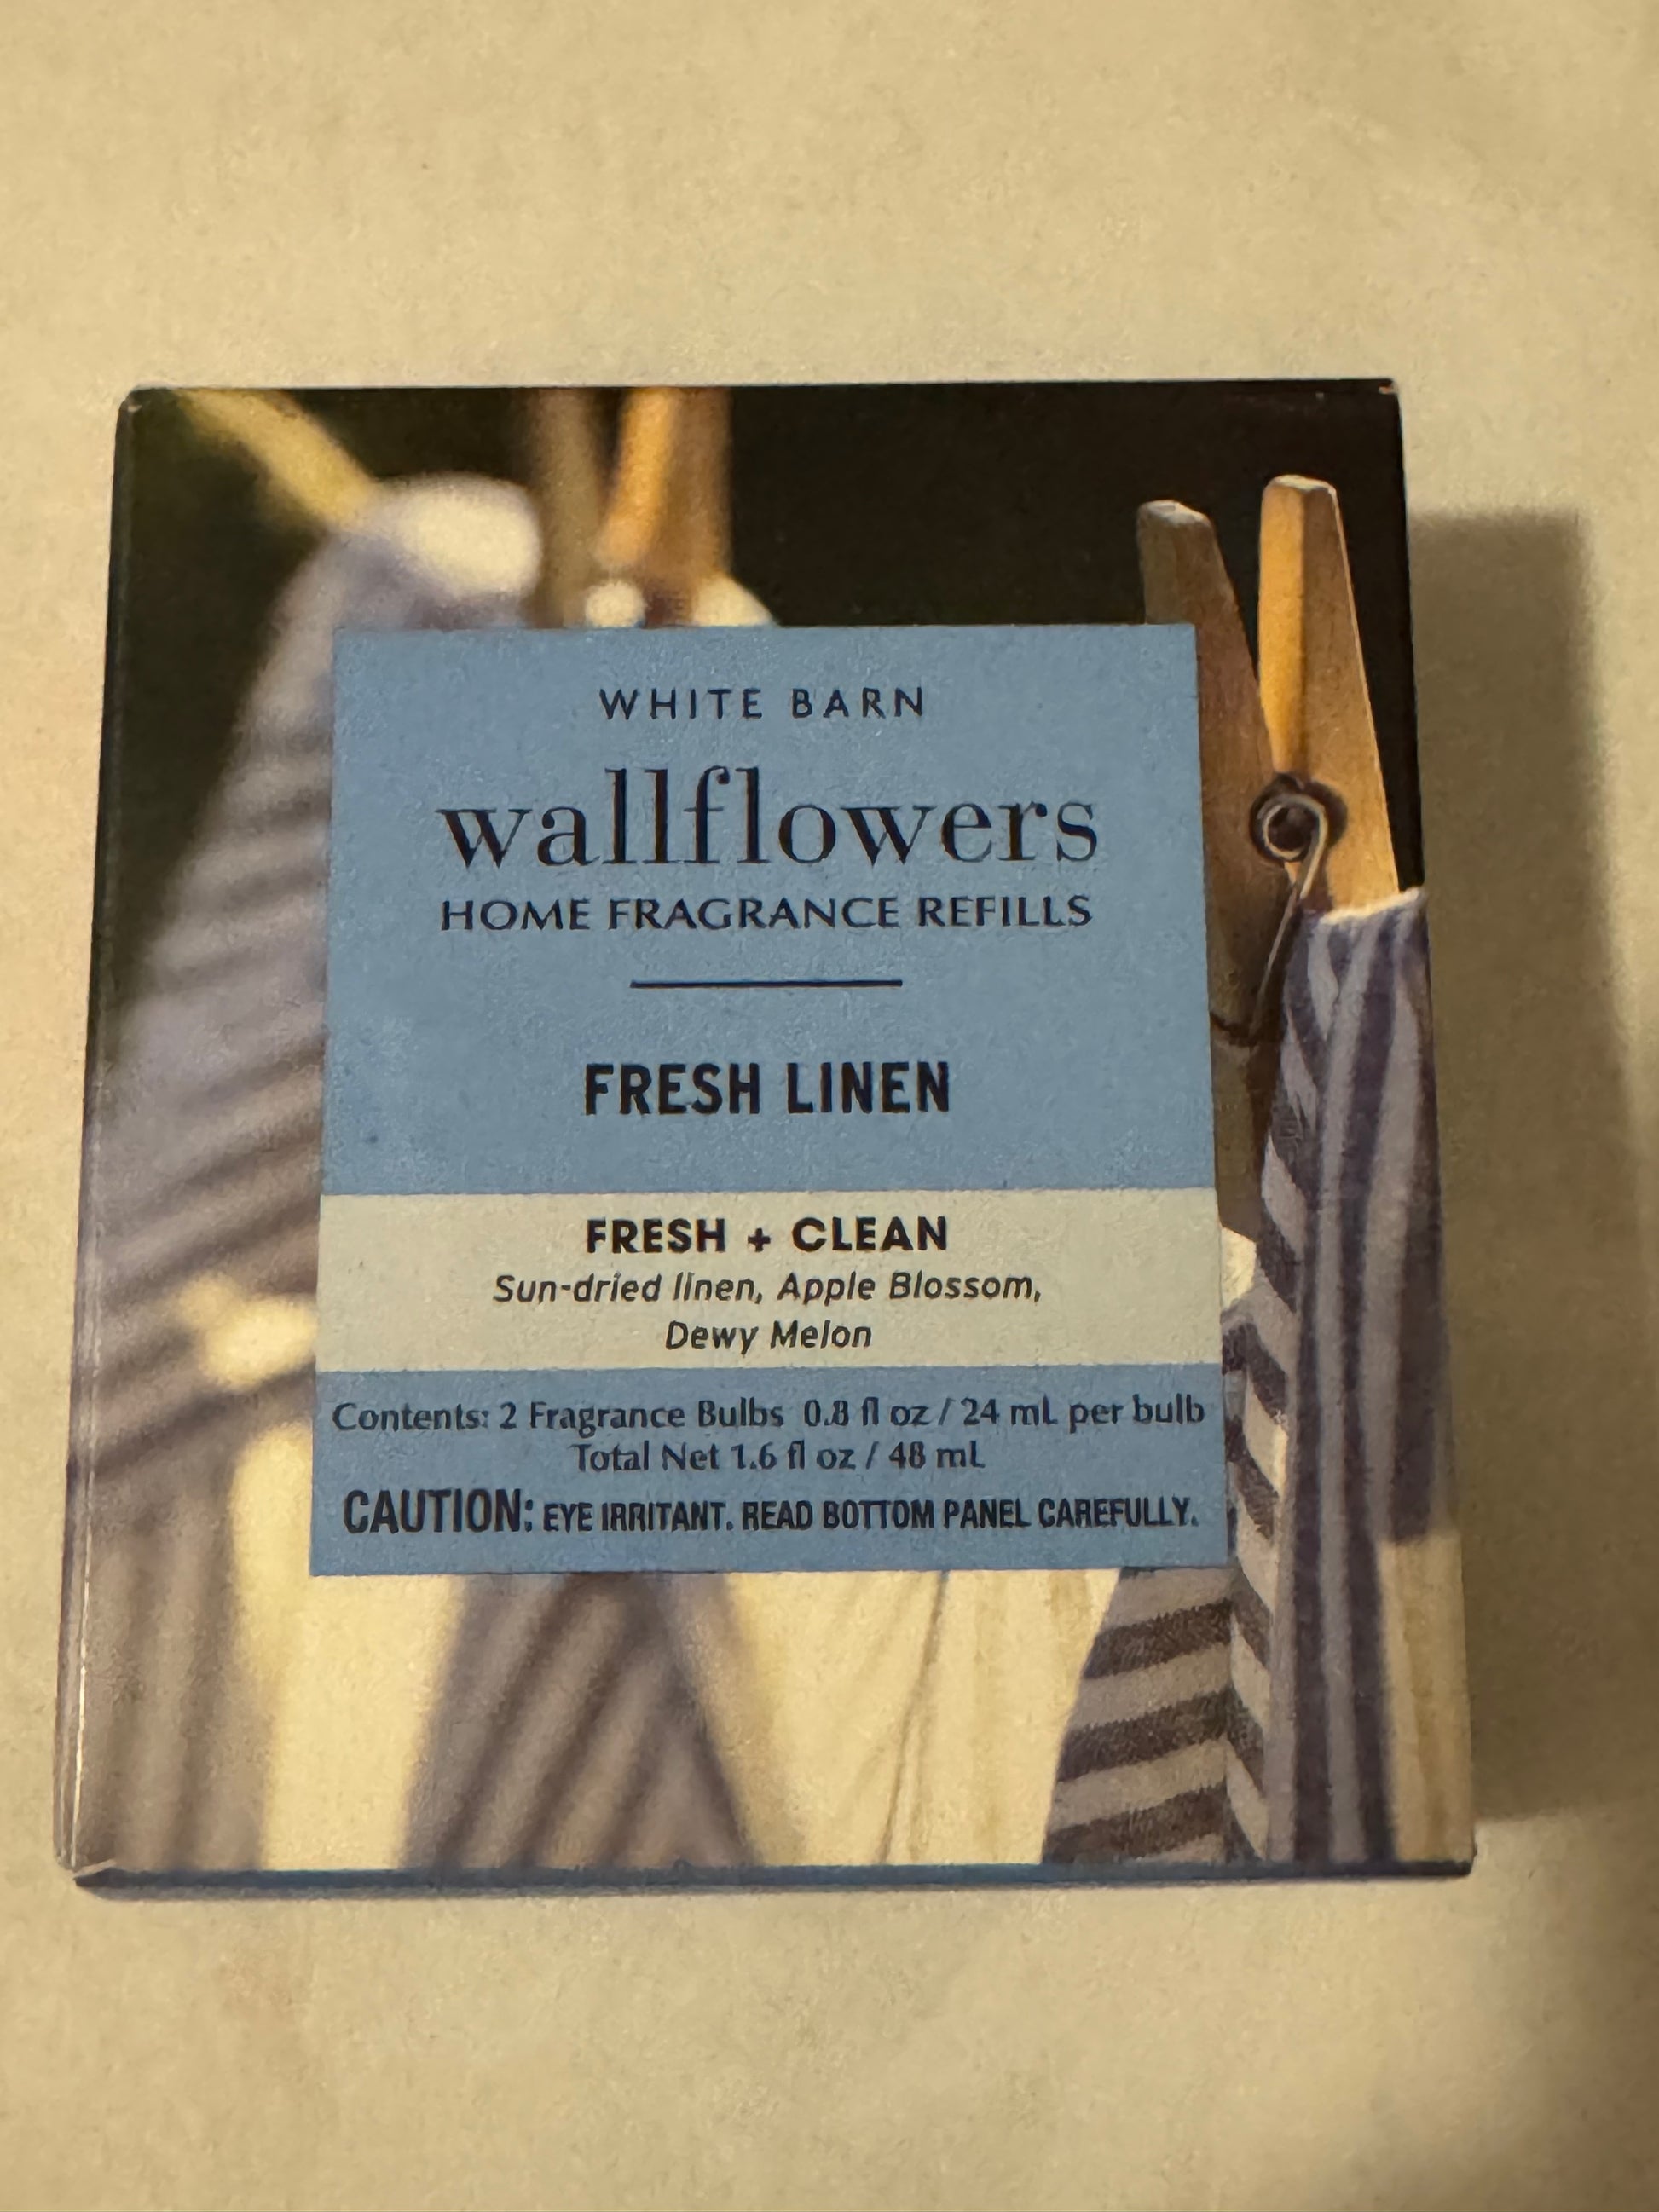 WHITE BARN
wallflowers
HOME FRAGRANCE REFILLS
FRESH LINEN
FRESH + CLEAN
Sun-dried linen, Apple Blossom,
Dewy Melon
Contents: 2 Fragrance Bulbs 0.8 fl oz / 24 mL per bulb
Total Net 1.6 fl oz / 48 mL
CAUTION: EYE IRRITANT. READ BOTTOM PANEL CAREFULLY.